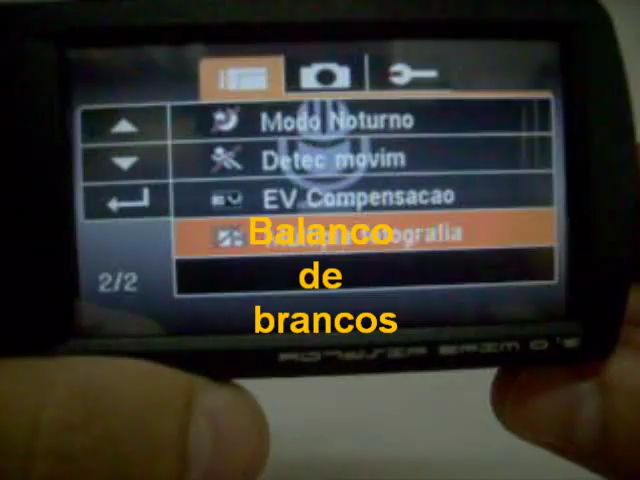 Modo Noturno
Detec movim
EV Compensacao
Balanco
de
brancos
2/2